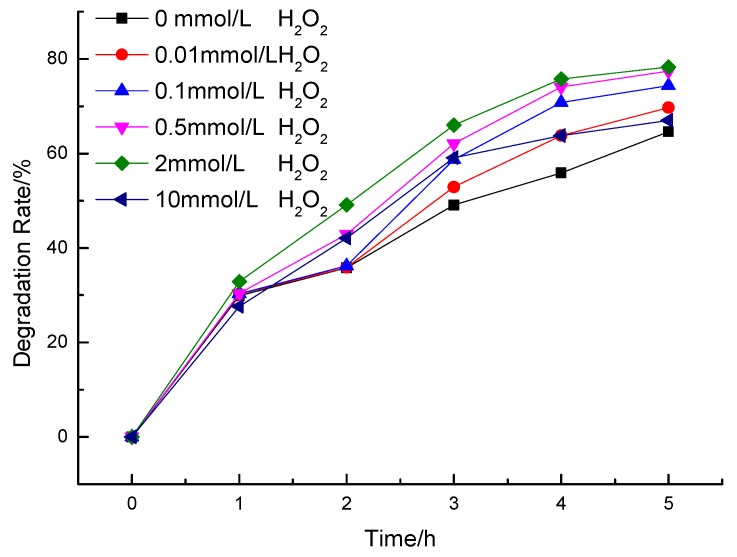 0 mmol/L H₂O₂
0.01mmol/LH₂O₂
0.1mmol/L H₂O₂
0.5mmol/L H₂O₂
2mmol/L H₂O₂
10mmol/L H₂O₂
Degradation Rate/%
80
60
40
20
0
0 1 2 3 4 5
Time/h